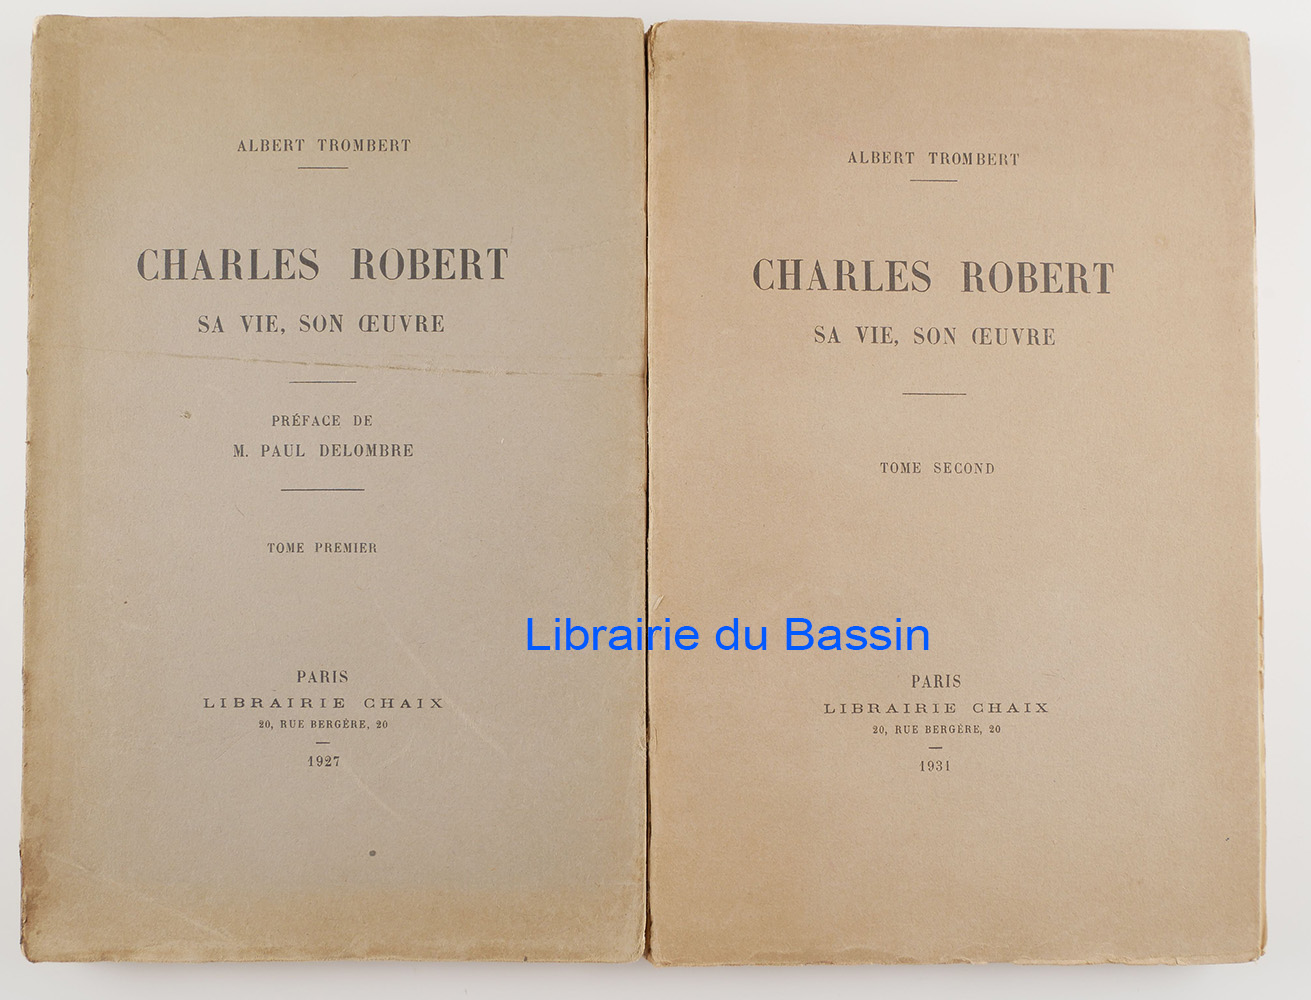 ALBERT TROMBERT
CHARLES ROBERT
SA VIE, SON ŒUVRE
PRÉFACE DE
M. PAUL DELOMBRE
TOME PREMIER
PARIS
LIBRAIRIE CHAIX
20, RUE BERGÈRE, 20
1927
ALBERT TROMBERT
CHARLES ROBERT
SA VIE, SON ŒUVRE
TOME SECOND
PARIS
LIBRAIRIE CHAIX
20, RUE BERGÈRE, 20
1931
Librairie du Bassin